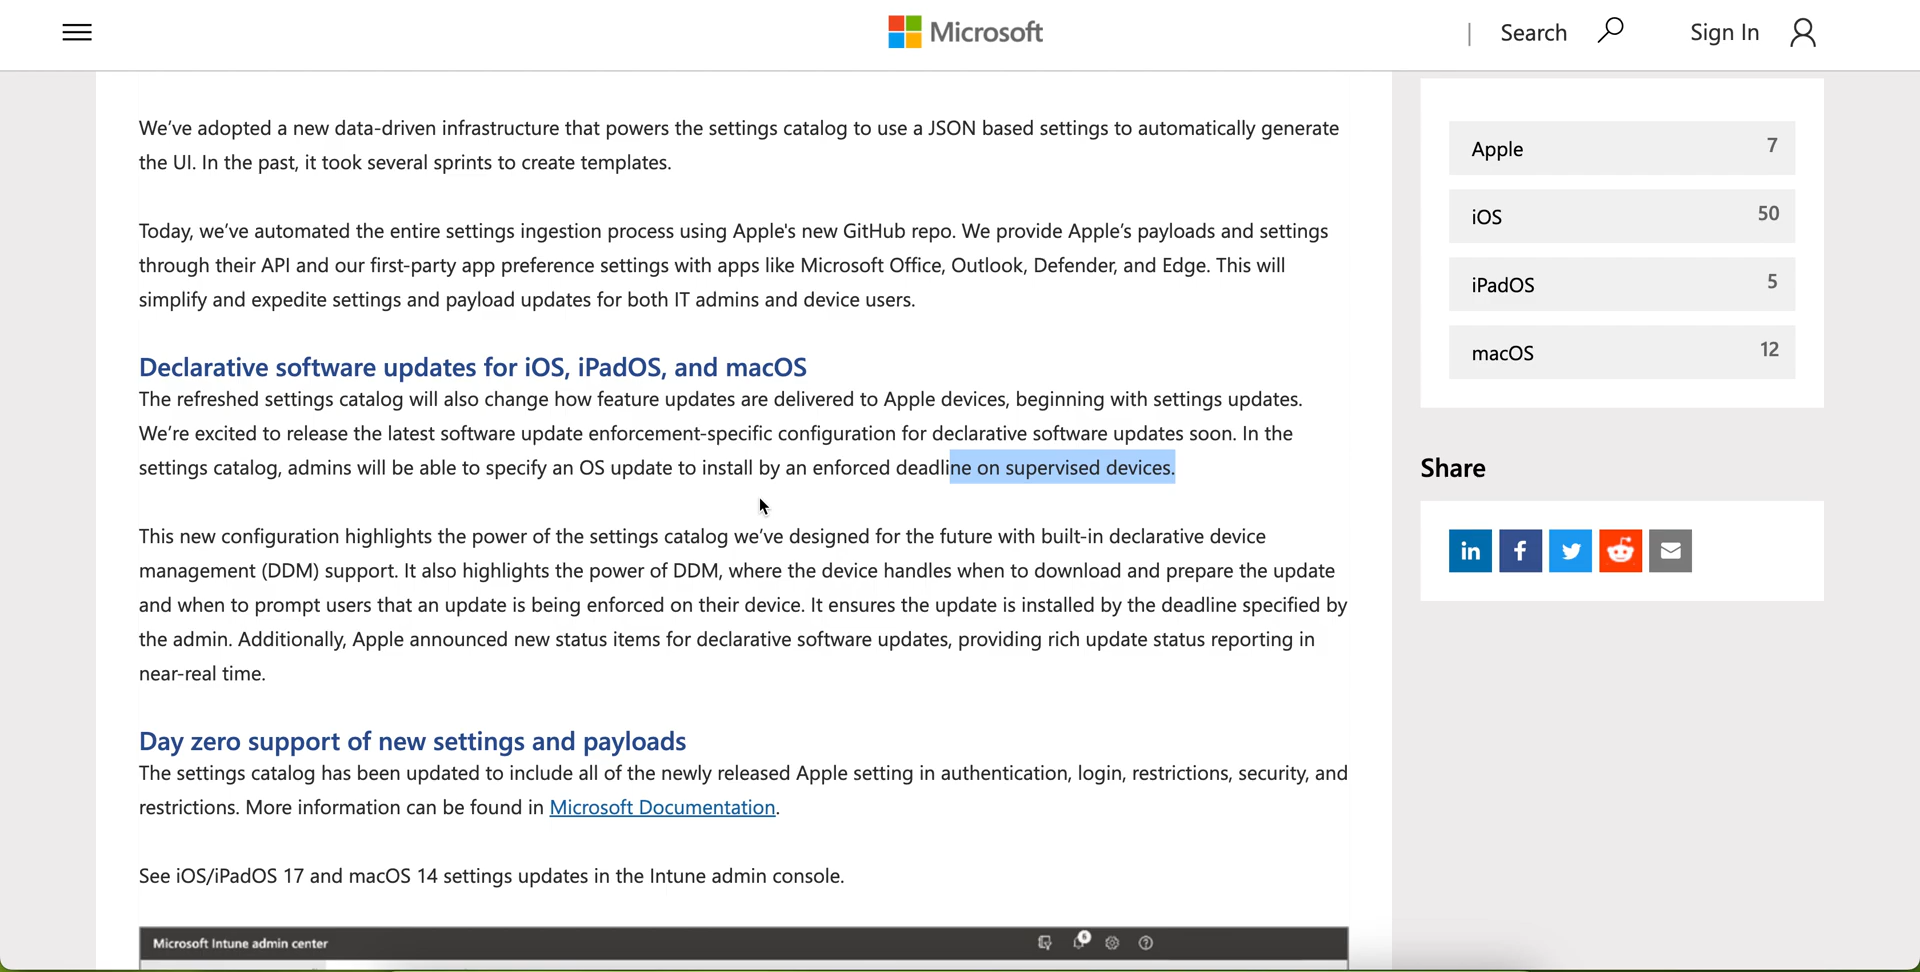 Microsoft
| Search
Sign In
We've adopted a new data-driven infrastructure that powers the settings catalog to use a JSON based settings to automatically generate
the UI. In the past, it took several sprints to create templates.
Today, we've automated the entire settings ingestion process using Apple's new GitHub repo. We provide Apple's payloads and settings
through their API and our first-party app preference settings with apps like Microsoft Office, Outlook, Defender, and Edge. This will
simplify and expedite settings and payload updates for both IT admins and device users.
Declarative software updates for iOS, iPadOS, and macOS
The refreshed settings catalog will also change how feature updates are delivered to Apple devices, beginning with settings updates.
We're excited to release the latest software update enforcement-specific configuration for declarative software updates soon. In the
settings catalog, admins will be able to specify an OS update to install by an enforced deadline on supervised devices.
This new configuration highlights the power of the settings catalog we've designed for the future with built-in declarative device
management (DDM) support. It also highlights the power of DDM, where the device handles when to download and prepare the update
and when to prompt users that an update is being enforced on their device. It ensures the update is installed by the deadline specified by
the admin. Additionally, Apple announced new status items for declarative software updates, providing rich update status reporting in
near-real time.
Day zero support of new settings and payloads
The settings catalog has been updated to include all of the newly released Apple setting in authentication, login, restrictions, security, and
restrictions. More information can be found in Microsoft Documentation.
See iOS/iPadOS 17 and macOS 14 settings updates in the Intune admin console.
Microsoft Intune admin center
Apple 7
iOS 50
iPadOS 5
macOS 12
Share
in f